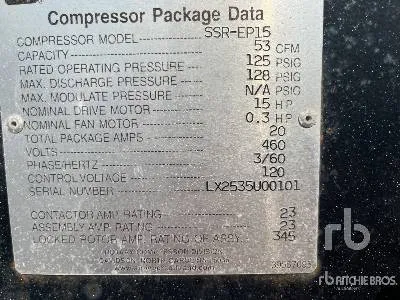 Compressor Package Data
COMPRESSOR MODEL SSR-EP15
CAPACITY 53 CFM
RATED OPERATING PRESSURE 125 PSIG
MAX. DISCHARGE PRESSURE 128 PSIG
MAX. MODULATE PRESSURE N/A PSIG
NOMINAL DRIVE MOTOR 15 H.P
NOMINAL FAN MOTOR 0.3 H.P
TOTAL PACKAGE AMPS 20
VOLTS 460
PHASE/HERTZ 3/60
CONTROL VOLTAGE 120
SERIAL NUMBER LX2535U00101
CONTACTOR AMP RATING 23
ASSEMBLY AMP RATING 23
LOCKED ROTOR AMP RATING OF ASSY. 345
DAVIDSON, NORTH CAROLINA
rb
RITCHIE BROS.